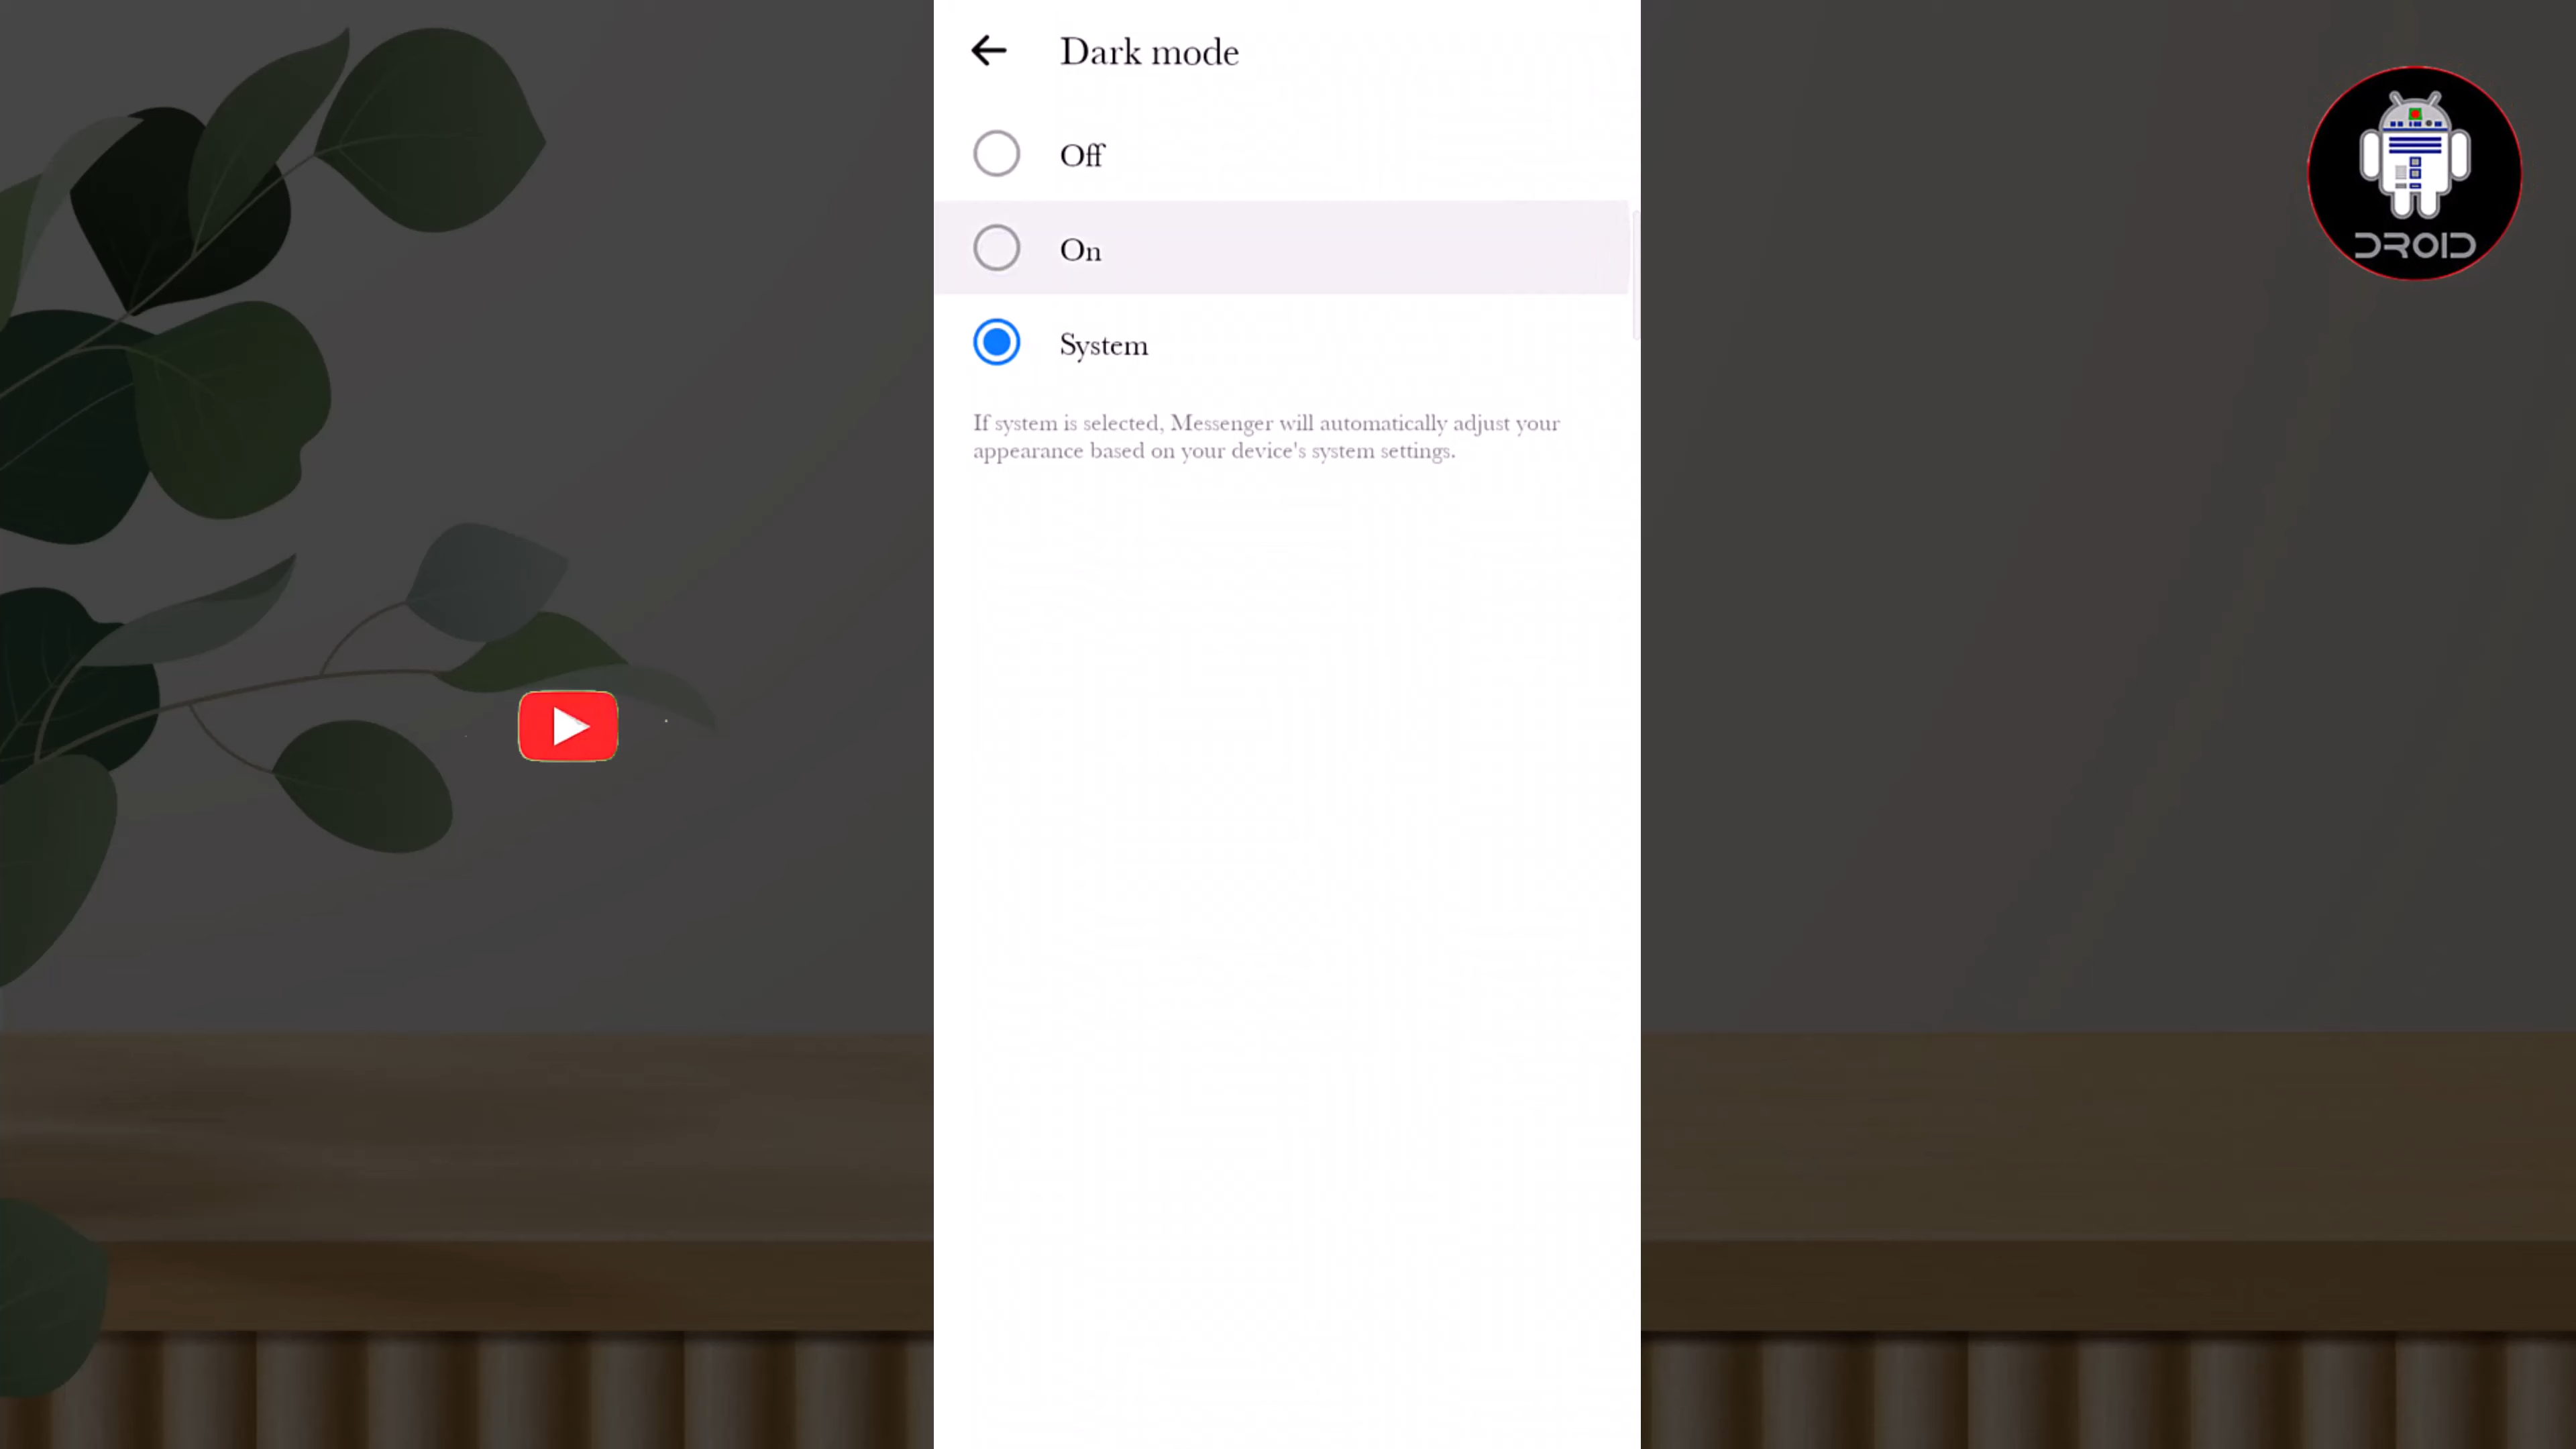 Dark mode
Off
On
System
If system is selected, Messenger will automatically adjust your
appearance based on your device's system settings.
DROID